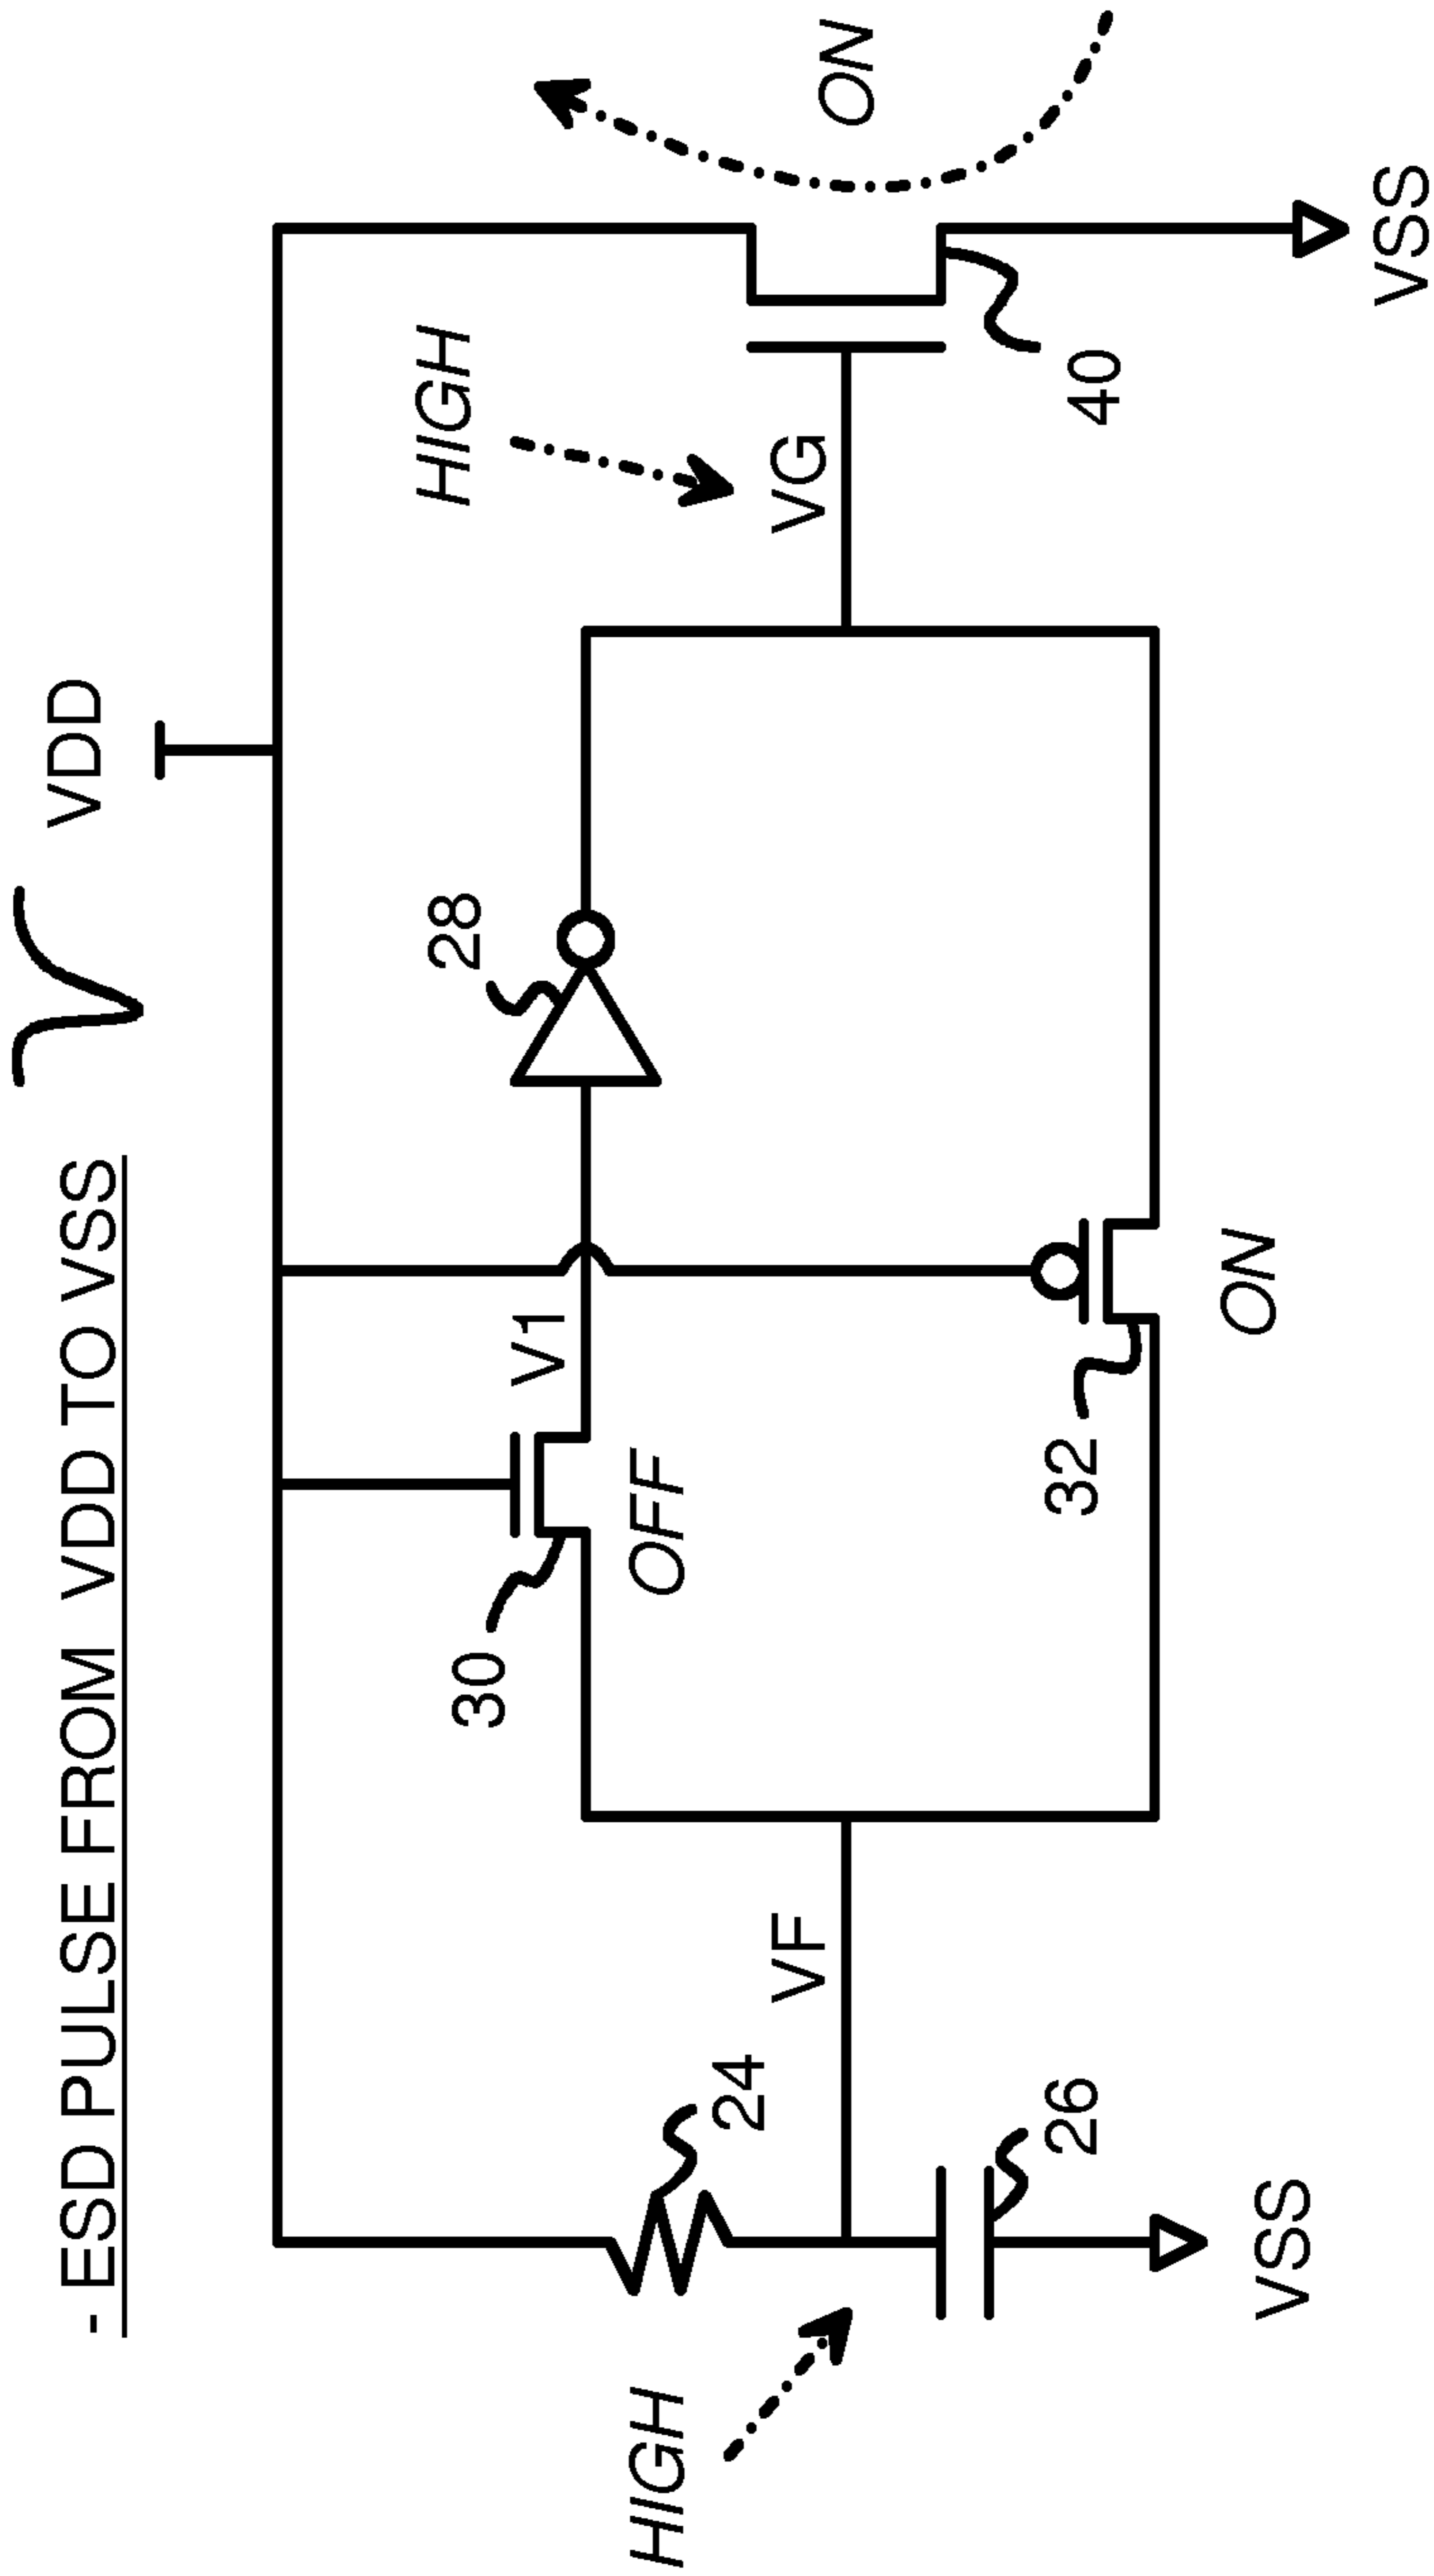 - ESD PULSE FROM VDD TO VSS
VDD
HIGH
28
ON
30
V1
HIGH
OFF
24
VF
VG
HIGH
32
40
26
ON
VSS
VSS